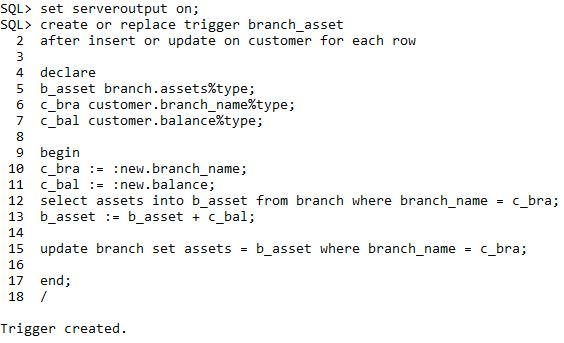 SQL> set serveroutput on;
SQL> create or replace trigger branch_asset
2 after insert or update on customer for each row
3
4 declare
5 b_asset branch.assets%type;
6 c_bra customer.branch_name%type;
7 c_bal customer.balance%type;
8
9 begin
10 c_bra := :new.branch_name;
11 c_bal := :new.balance;
12 select assets into b_asset from branch where branch_name = c_bra;
13 b_asset := b_asset + c_bal;
14
15 update branch set assets = b_asset where branch_name = c_bra;
16
17 end;
18 /
Trigger created.